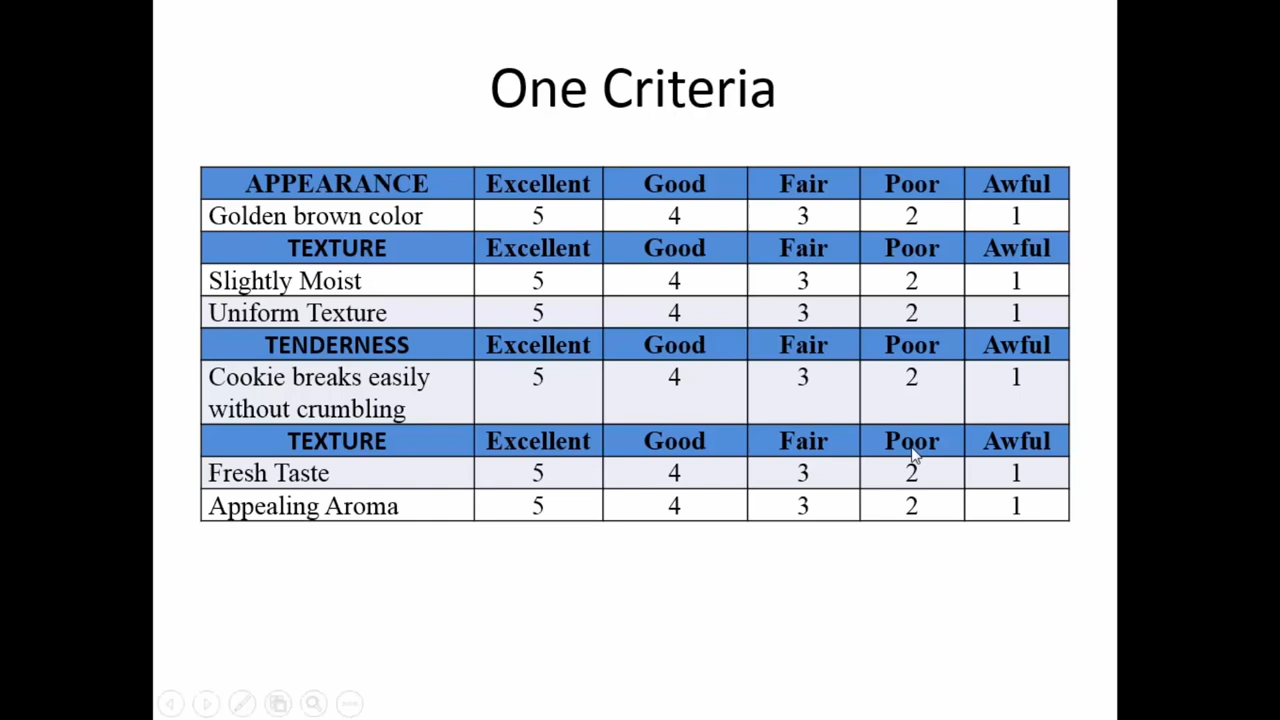 One Criteria
APPEARANCE Excellent Good Fair Poor Awful
Golden brown color 5 4 3 2 1
TEXTURE Excellent Good Fair Poor Awful
Slightly Moist 5 4 3 2 1
Uniform Texture 5 4 3 2 1
TENDERNESS Excellent Good Fair Poor Awful
Cookie breaks easily 5 4 3 2 1
without crumbling
TEXTURE Excellent Good Fair Poor Awful
Fresh Taste 5 4 3 2 1
Appealing Aroma 5 4 3 2 1